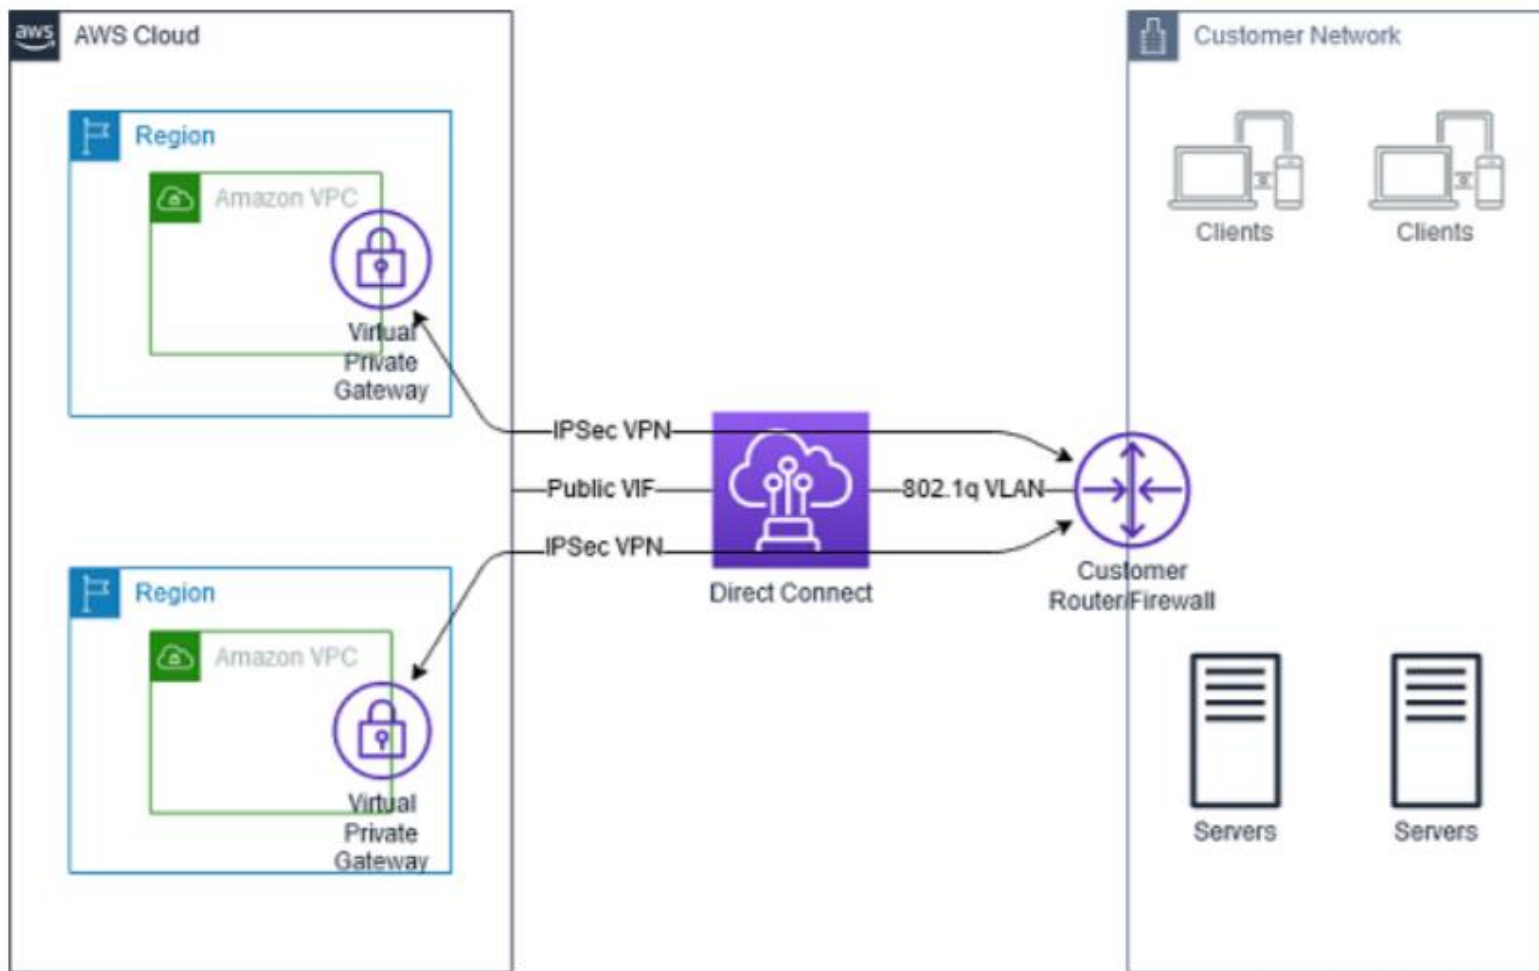 aws
AWS Cloud
Customer Network
Region
Amazon VPC
Virtual
Private
Gateway
Clients
Clients
IPSec VPN
Public VIF
802.1q VLAN
IPSec VPN
Direct Connect
Customer
Router/Firewall
Region
Amazon VPC
Virtual
Private
Gateway
Servers
Servers